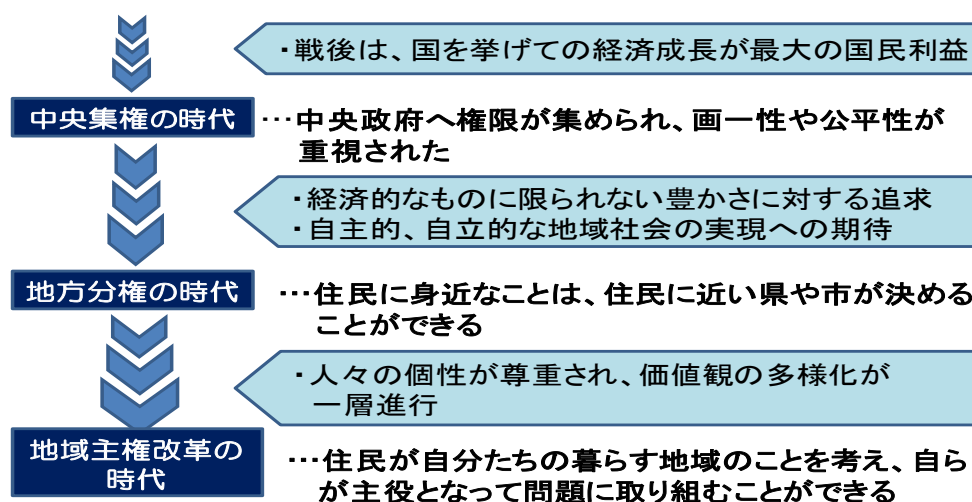 ・戦後は、国を挙げての経済成長が最大の国民利益
中央集権の時代
…中央政府へ権限が集められ、画一性や公平性が
重視された
・経済的なものに限られない豊かさに対する追求
・自主的、自立的な地域社会の実現への期待
地方分権の時代
…住民に身近なことは、住民に近い県や市が決める
ことができる
・人々の個性が尊重され、価値観の多様化が
一層進行
地域主権改革の
時代
…住民が自分たちの暮らす地域のことを考え、自ら
が主役となって問題に取り組むことができる